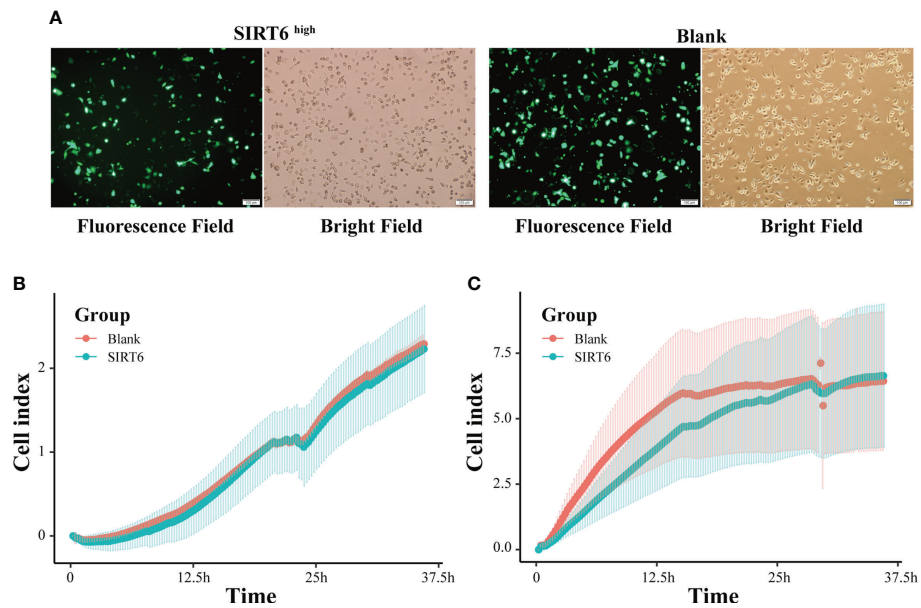 A
SIRT6 high
Blank
Fluorescence Field
Bright Field
Fluorescence Field
Bright Field
B
Group
Blank
SIRT6
Cell index
2
1
0
0
12.5h
25h
37.5h
Time
C
Group
Blank
SIRT6
Cell index
7.5
5.0
2.5
0.0
0
12.5h
25h
37.5h
Time